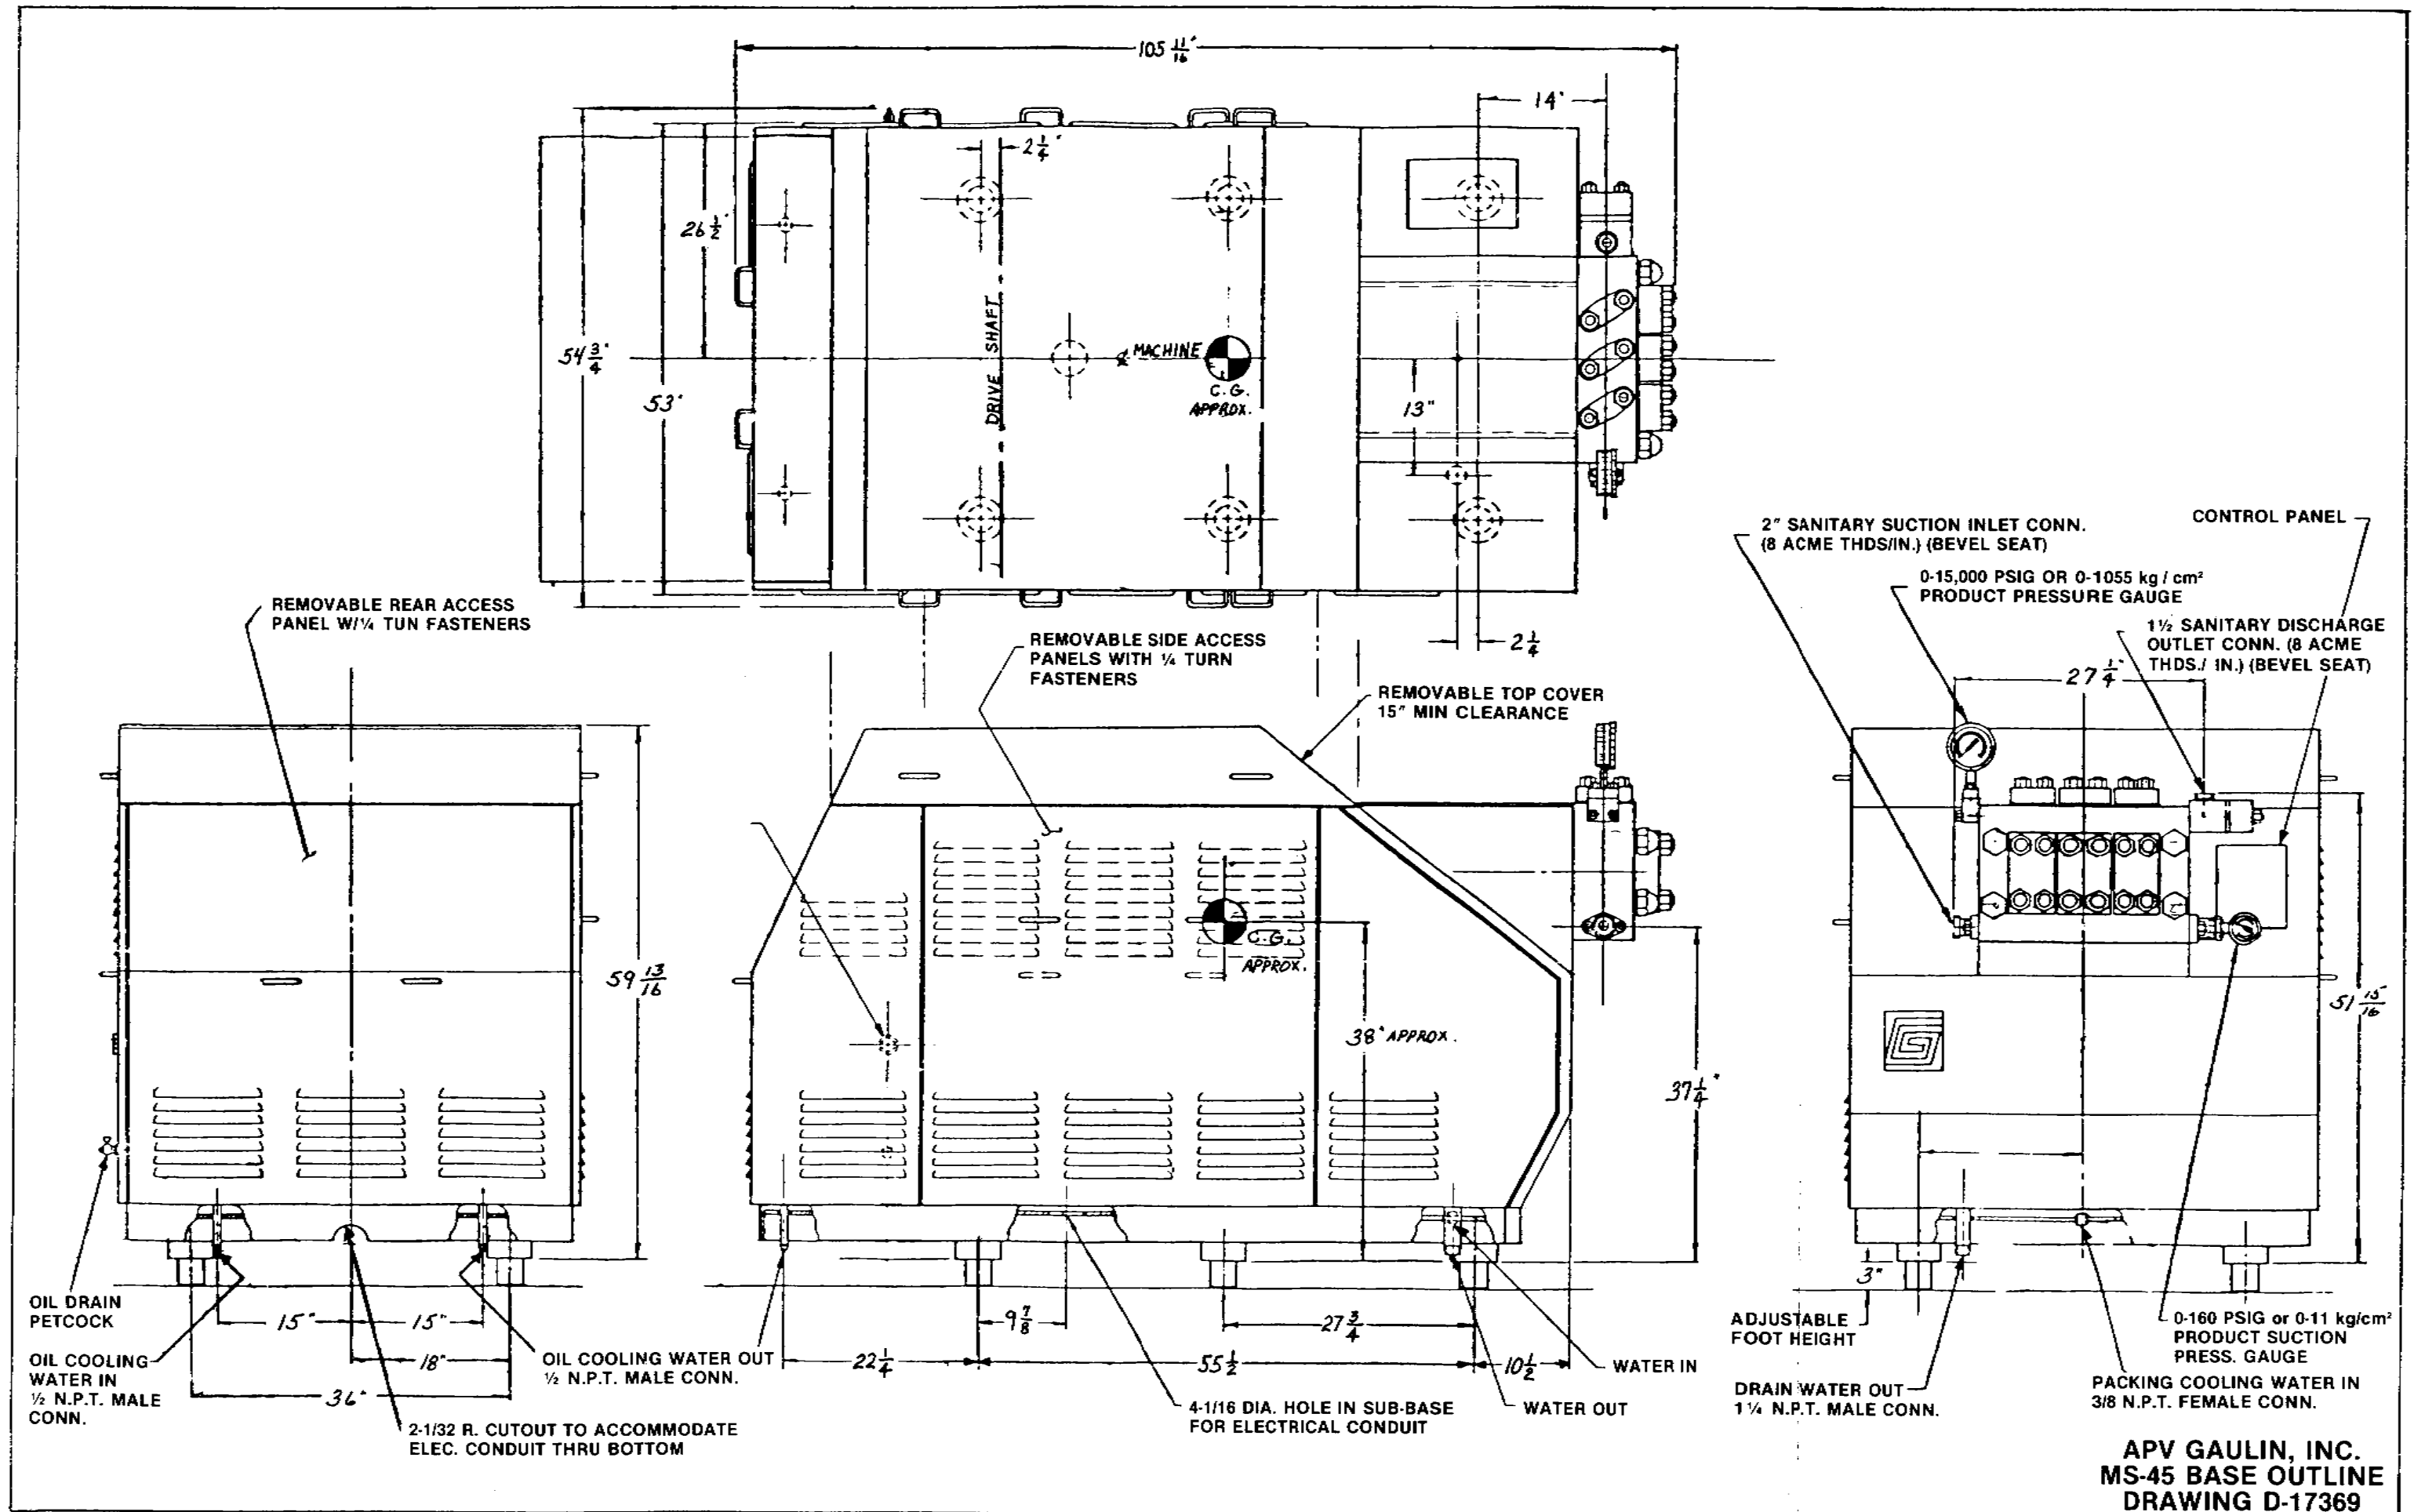 105 11/16"
14"
2 1/4"
26 1/2"
54 3/4"
53"
DRIVE SHAFT
℄ MACHINE
C.G.
APPROX.
13"
2 1/4
2" SANITARY SUCTION INLET CONN.
(8 ACME THDS/IN.) (BEVEL SEAT)
CONTROL PANEL
0-15,000 PSIG OR 0-1055 kg / cm²
PRODUCT PRESSURE GAUGE
1½ SANITARY DISCHARGE
OUTLET CONN. (8 ACME
THDS./ IN.) (BEVEL SEAT)
27 1/4"
REMOVABLE REAR ACCESS
PANEL W/¼ TUN FASTENERS
REMOVABLE SIDE ACCESS
PANELS WITH ¼ TURN
FASTENERS
REMOVABLE TOP COVER
15" MIN CLEARANCE
59 13/16
C.G.
APPROX.
38" APPROX.
37 1/4"
51 15/16
3"
OIL DRAIN
PETCOCK
15"
15"
18"
36"
OIL COOLING
WATER IN
½ N.P.T. MALE
CONN.
OIL COOLING WATER OUT
½ N.P.T. MALE CONN.
2-1/32 R. CUTOUT TO ACCOMMODATE
ELEC. CONDUIT THRU BOTTOM
9 7/8
27 3/4
22 1/4
55 1/2
10 1/2
WATER IN
WATER OUT
4-1/16 DIA. HOLE IN SUB-BASE
FOR ELECTRICAL CONDUIT
ADJUSTABLE
FOOT HEIGHT
DRAIN WATER OUT
1 ¼ N.P.T. MALE CONN.
0-160 PSIG or 0-11 kg/cm²
PRODUCT SUCTION
PRESS. GAUGE
PACKING COOLING WATER IN
3/8 N.P.T. FEMALE CONN.
APV GAULIN, INC.
MS-45 BASE OUTLINE
DRAWING D-17369